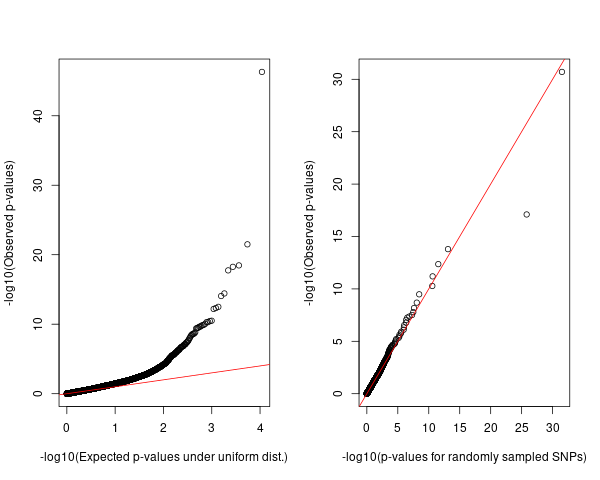 -log10(Observed p-values)
40
30
20
10
0
0 1 2 3 4
-log10(Expected p-values under uniform dist.)
-log10(Observed p-values)
30
25
20
15
10
5
0
0 5 10 15 20 25 30
-log10(p-values for randomly sampled SNPs)